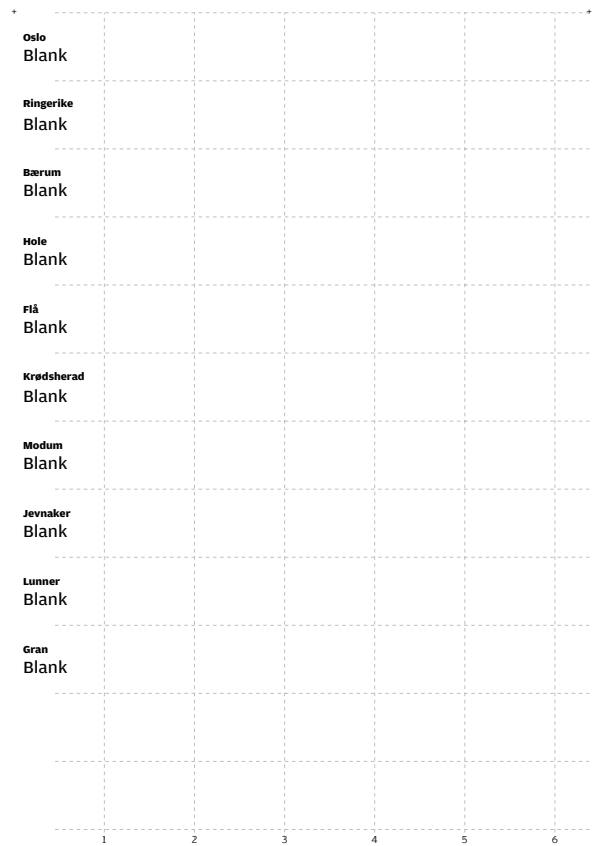 Oslo
Blank
Ringerike
Blank
Bærum
Blank
Hole
Blank
Flå
Blank
Krødsherad
Blank
Modum
Blank
Jevnaker
Blank
Lunner
Blank
Gran
Blank
1 2 3 4 5 6